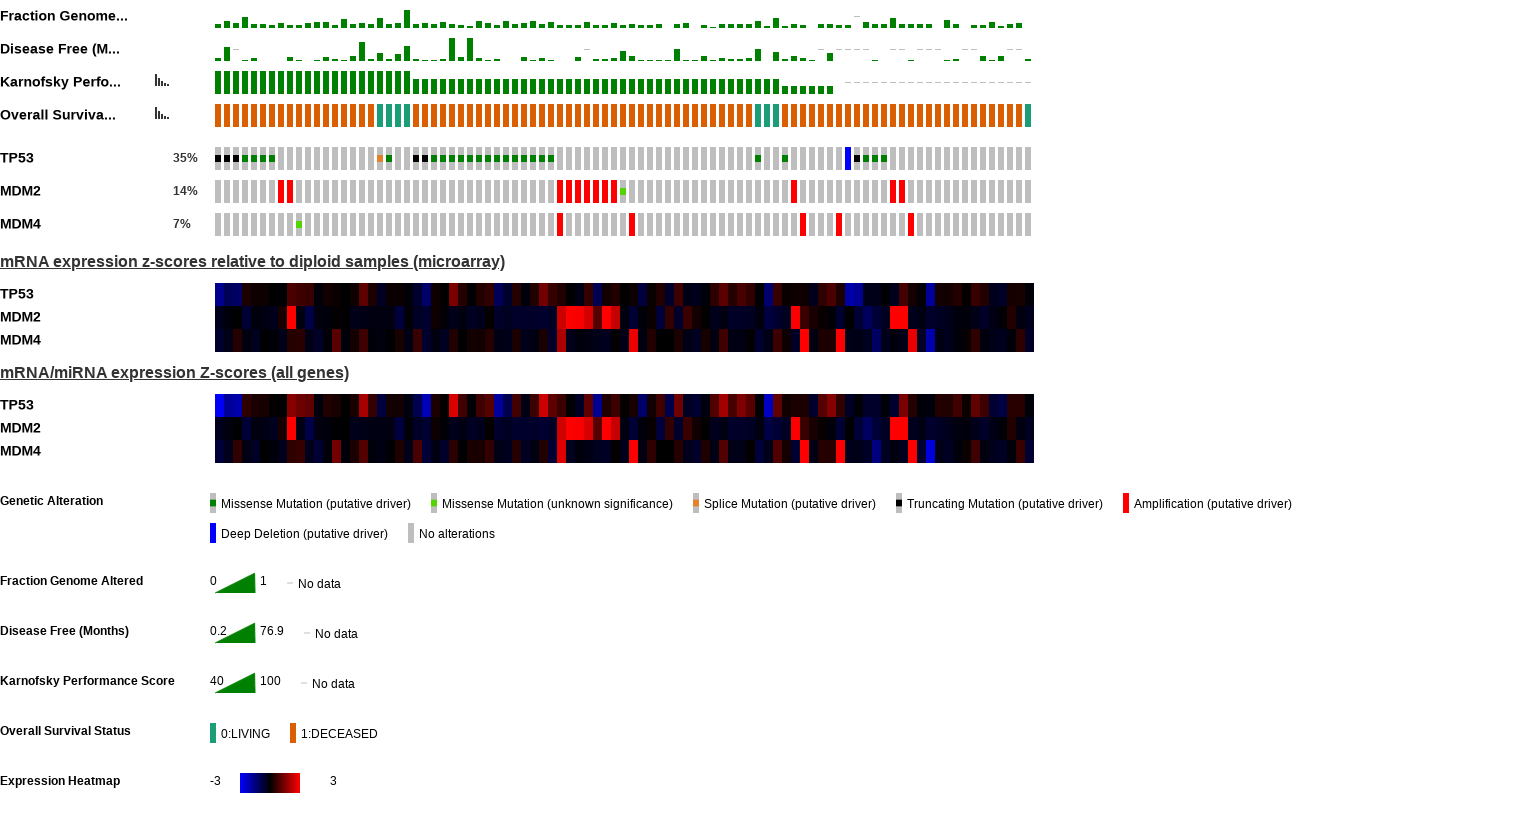 Fraction Genome...
Disease Free (M...
Karnofsky Perfo...
Overall Surviva...
TP53 35%
MDM2 14%
MDM4 7%
mRNA expression z-scores relative to diploid samples (microarray)
TP53
MDM2
MDM4
mRNA/miRNA expression Z-scores (all genes)
TP53
MDM2
MDM4
Genetic Alteration Missense Mutation (putative driver) Missense Mutation (unknown significance) Splice Mutation (putative driver) Truncating Mutation (putative driver) Amplification (putative driver)
Deep Deletion (putative driver) No alterations
Fraction Genome Altered 0 1 No data
Disease Free (Months) 0.2 76.9 No data
Karnofsky Performance Score 40 100 No data
Overall Survival Status 0:LIVING 1:DECEASED
Expression Heatmap -3 3